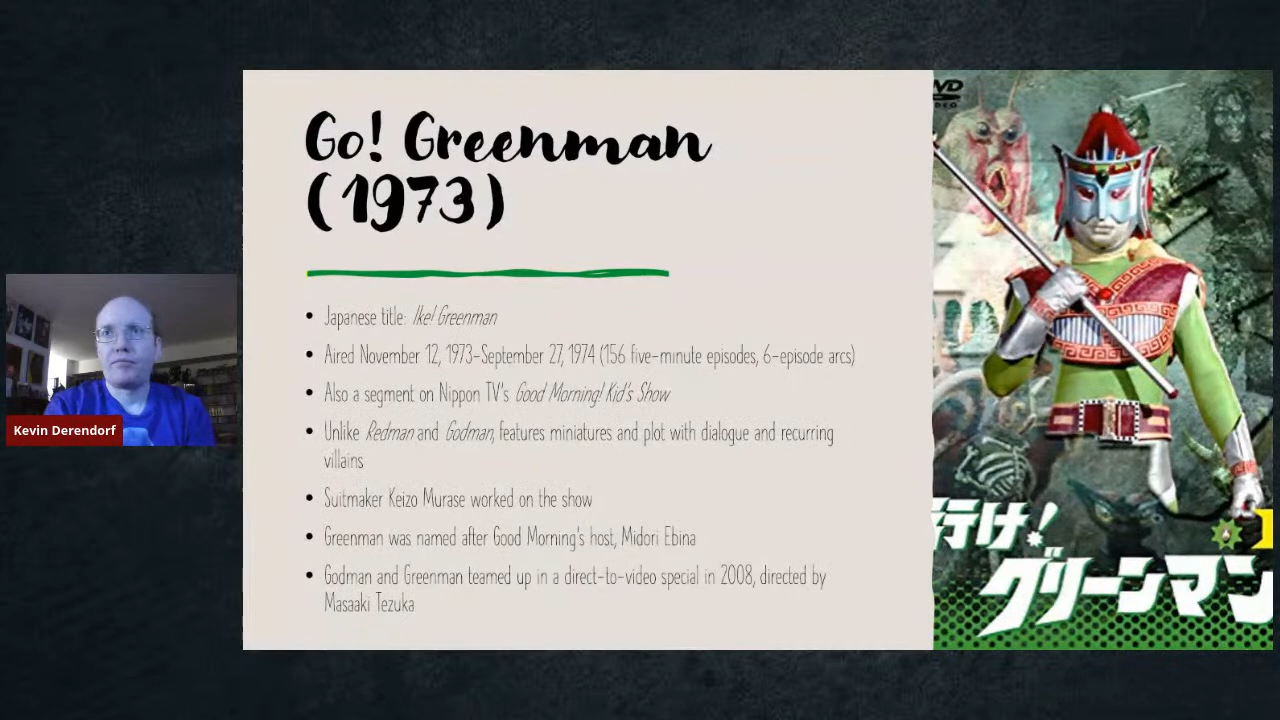 Go! Greenman
(1973)
• Japanese title: Ike! Greenman
• Aired November 12, 1973-September 27, 1974 (156 five-minute episodes, 6-episode arcs)
• Also a segment on Nippon TV's Good Morning! Kid's Show
• Unlike Redman and Godman, features miniatures and plot with dialogue and recurring
villains
• Suitmaker Keizo Murase worked on the show
• Greenman was named after Good Morning's host, Midori Ebina
• Godman and Greenman teamed up in a direct-to-video special in 2008, directed by
Masaaki Tezuka
Kevin Derendorf
行け!
グリーンマン